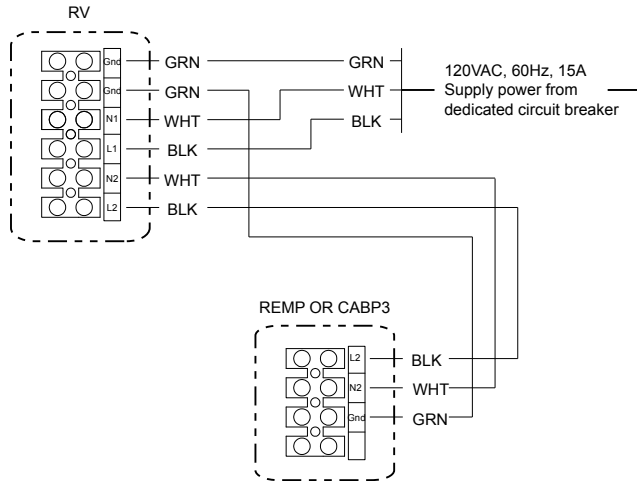 RV
Gnd GRN GRN
Gnd GRN
N1 WHT WHT
L1 BLK BLK
N2 WHT
L2 BLK
120VAC, 60Hz, 15A
Supply power from
dedicated circuit breaker
REMP OR CABP3
L2 BLK
N2 WHT
Gnd GRN